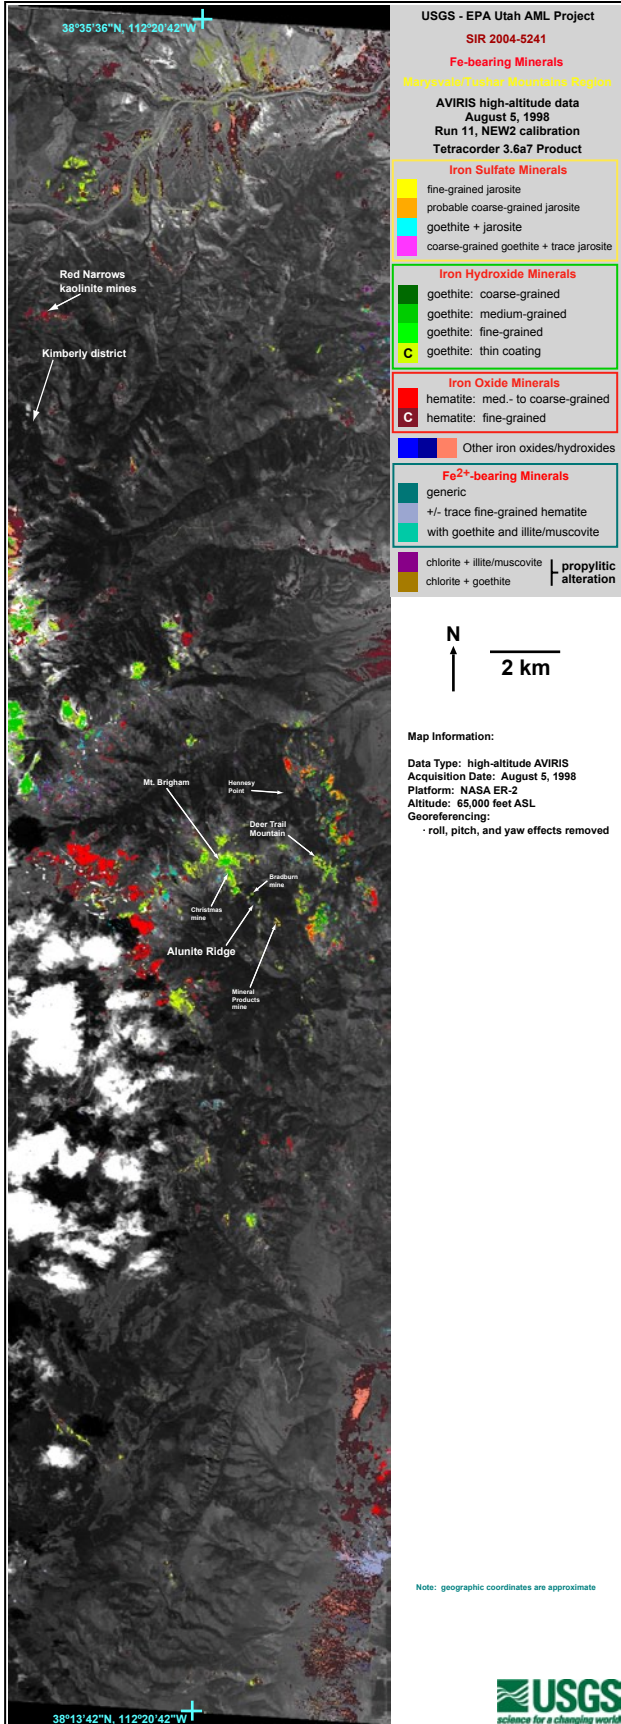 38°35'36"N, 112°20'42"W
Red Narrows
kaolinite mines
Kimberly district
Mt. Brigham
Hennesy
Point
Deer Trail
Mountain
Bradburn
mine
Christmas
mine
Alunite Ridge
Mineral
Products
mine
38º13'42"N, 112°20'42"W
USGS - EPA Utah AML Project
SIR 2004-5241
Fe-bearing Minerals
Marysvale/Tushar Mountains Region
AVIRIS high-altitude data
August 5, 1998
Run 11, NEW2 calibration
Tetracorder 3.6a7 Product
Iron Sulfate Minerals
fine-grained jarosite
probable coarse-grained jarosite
goethite + jarosite
coarse-grained goethite + trace jarosite
Iron Hydroxide Minerals
goethite: coarse-grained
goethite: medium-grained
goethite: fine-grained
C goethite: thin coating
Iron Oxide Minerals
hematite: med.- to coarse-grained
C hematite: fine-grained
Other iron oxides/hydroxides
Fe2+-bearing Minerals
generic
+/- trace fine-grained hematite
with goethite and illite/muscovite
chlorite + illite/muscovite
chlorite + goethite
propylitic
alteration
N
2 km
Map Information:
Data Type: high-altitude AVIRIS
Acquisition Date: August 5, 1998
Platform: NASA ER-2
Altitude: 65,000 feet ASL
Georeferencing:
· roll, pitch, and yaw effects removed
Note: geographic coordinates are approximate
USGS
science for a changing world